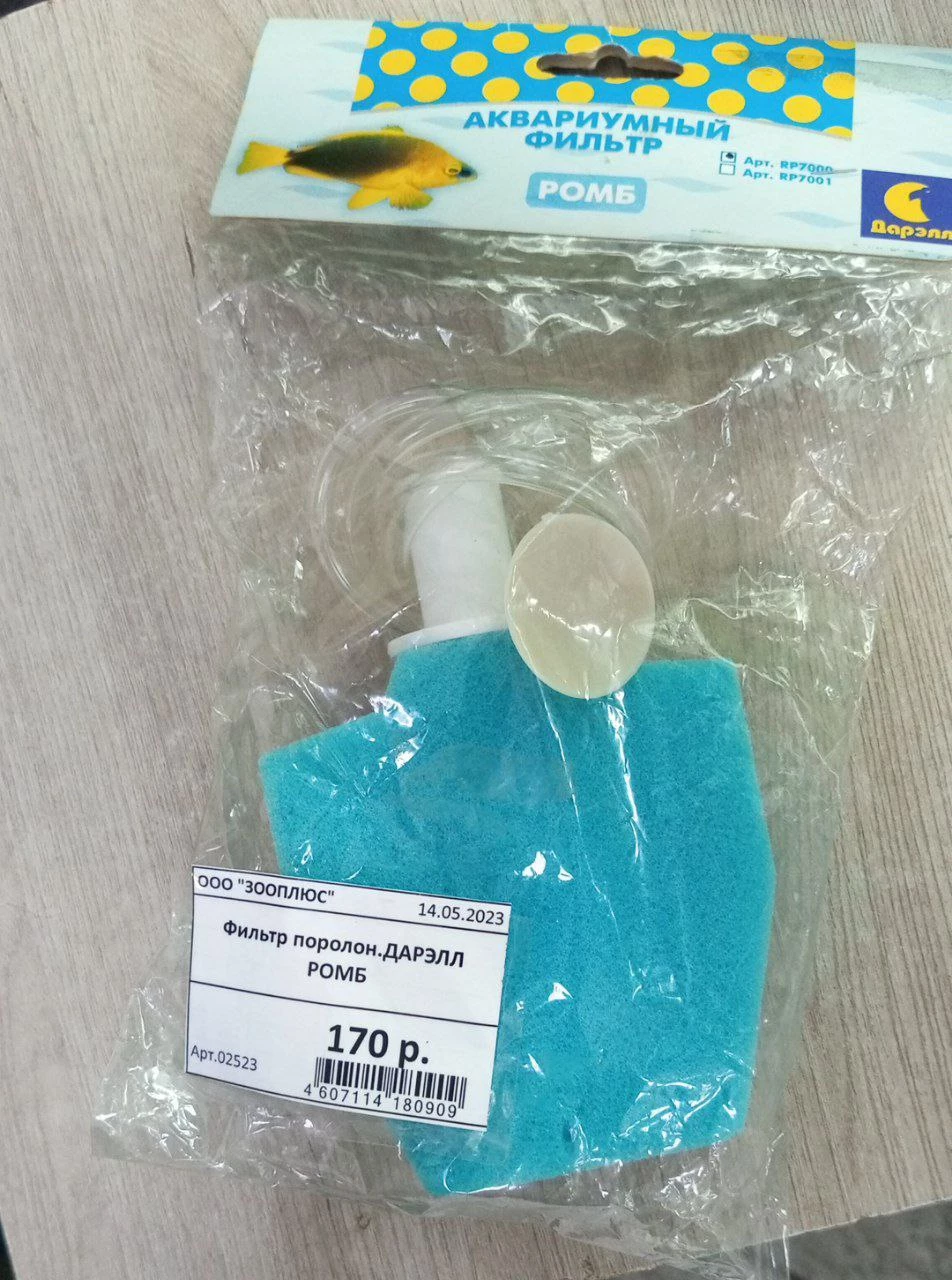 АКВАРИУМНЫЙ
ФИЛЬТР
РОМБ
Арт. RP7000
Арт. RP7001
Дарэлл
ООО "ЗООПЛЮС"
14.05.2023
Фильтр поролон.ДАРЭЛЛ
РОМБ
170 р.
Арт.02523
4 607114 180909